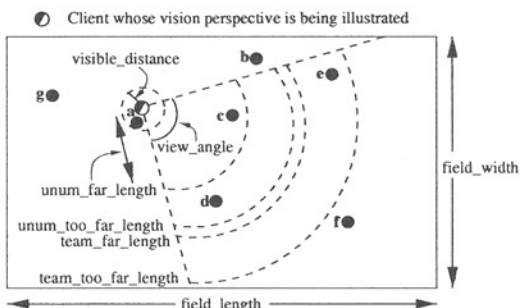 Client whose vision perspective is being illustrated
visible_distance
b
e
g
a
c
view_angle
unum_far_length
field_width
d
f
unum_too_far_length
team_far_length
team_too_far_length
field_length